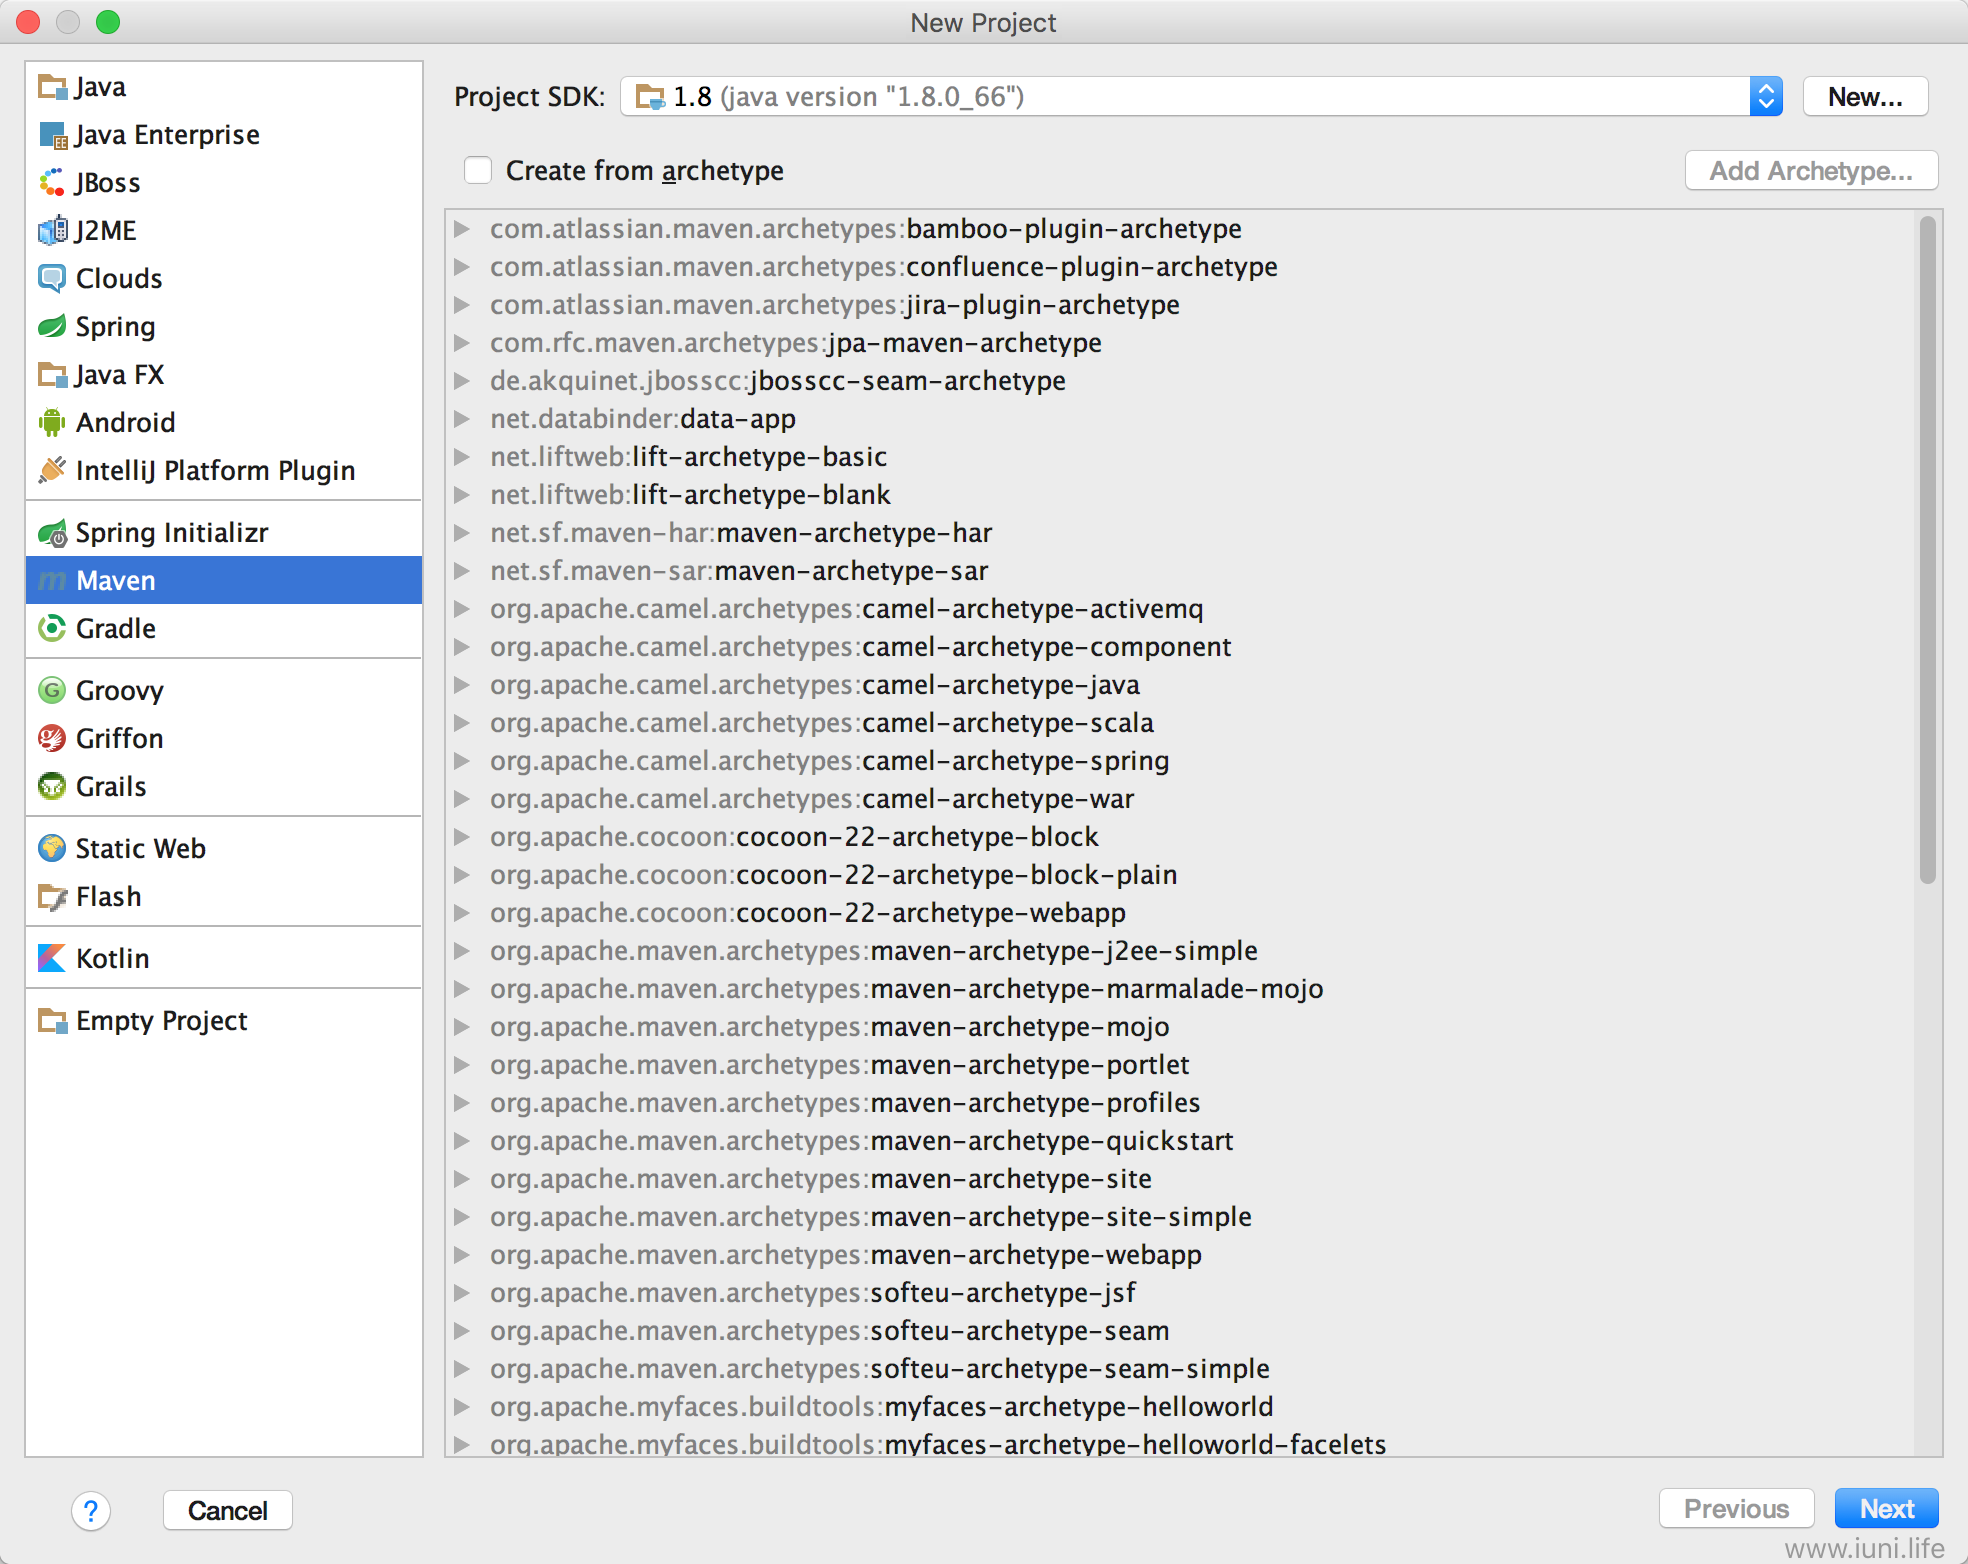 New Project
Java
Java Enterprise
JBoss
J2ME
Clouds
Spring
Java FX
Android
IntelliJ Platform Plugin
Spring Initializr
Maven
Gradle
Groovy
Griffon
Grails
Static Web
Flash
Kotlin
Empty Project
Project SDK: 1.8 (java version "1.8.0_66") New...
Create from archetype Add Archetype...
com.atlassian.maven.archetypes:bamboo-plugin-archetype
com.atlassian.maven.archetypes:confluence-plugin-archetype
com.atlassian.maven.archetypes:jira-plugin-archetype
com.rfc.maven.archetypes:jpa-maven-archetype
de.akquinet.jbosscc:jbosscc-seam-archetype
net.databinder:data-app
net.liftweb:lift-archetype-basic
net.liftweb:lift-archetype-blank
net.sf.maven-har:maven-archetype-har
net.sf.maven-sar:maven-archetype-sar
org.apache.camel.archetypes:camel-archetype-activemq
org.apache.camel.archetypes:camel-archetype-component
org.apache.camel.archetypes:camel-archetype-java
org.apache.camel.archetypes:camel-archetype-scala
org.apache.camel.archetypes:camel-archetype-spring
org.apache.camel.archetypes:camel-archetype-war
org.apache.cocoon:cocoon-22-archetype-block
org.apache.cocoon:cocoon-22-archetype-block-plain
org.apache.cocoon:cocoon-22-archetype-webapp
org.apache.maven.archetypes:maven-archetype-j2ee-simple
org.apache.maven.archetypes:maven-archetype-marmalade-mojo
org.apache.maven.archetypes:maven-archetype-mojo
org.apache.maven.archetypes:maven-archetype-portlet
org.apache.maven.archetypes:maven-archetype-profiles
org.apache.maven.archetypes:maven-archetype-quickstart
org.apache.maven.archetypes:maven-archetype-site
org.apache.maven.archetypes:maven-archetype-site-simple
org.apache.maven.archetypes:maven-archetype-webapp
org.apache.maven.archetypes:softeu-archetype-jsf
org.apache.maven.archetypes:softeu-archetype-seam
org.apache.maven.archetypes:softeu-archetype-seam-simple
org.apache.myfaces.buildtools:myfaces-archetype-helloworld
org.apache.myfaces.buildtools:myfaces-archetype-helloworld-facelets
? Cancel Previous Next
www.iuni.life